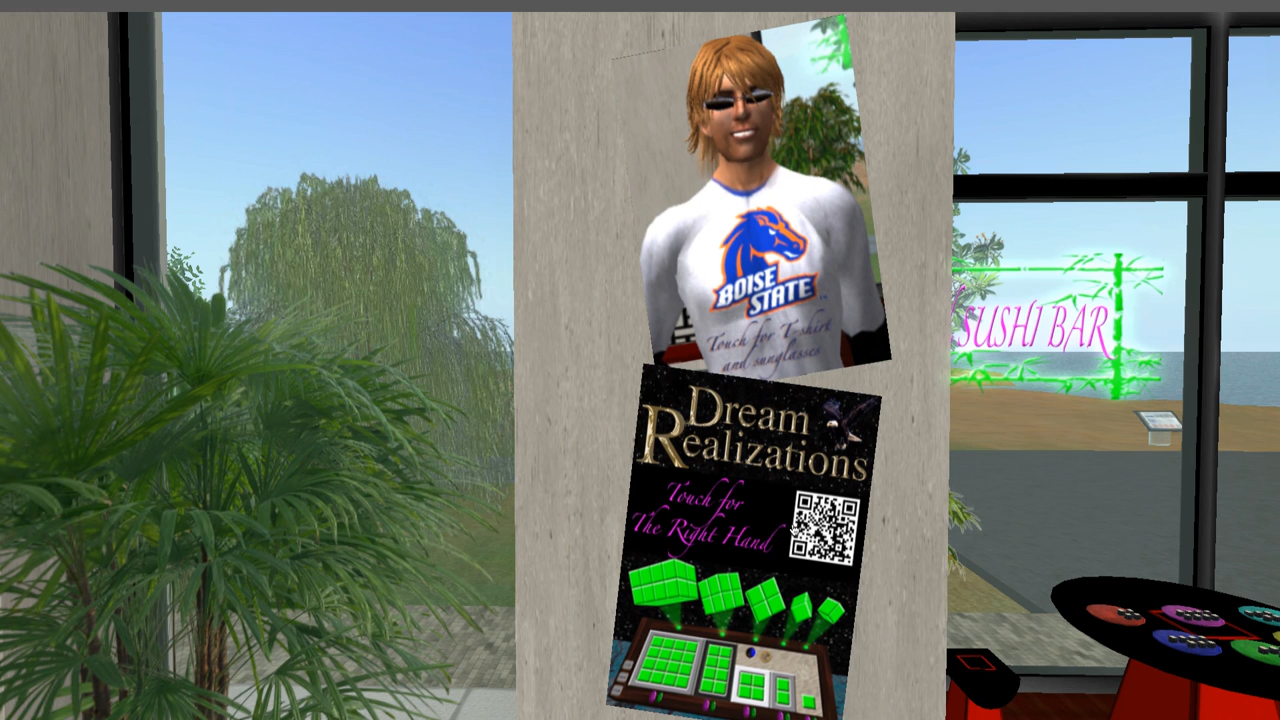 BOISE
STATE
Touch for T-shirt
and sunglasses
Dream
Realizations
Touch for
The Right Hand
SUSHI BAR